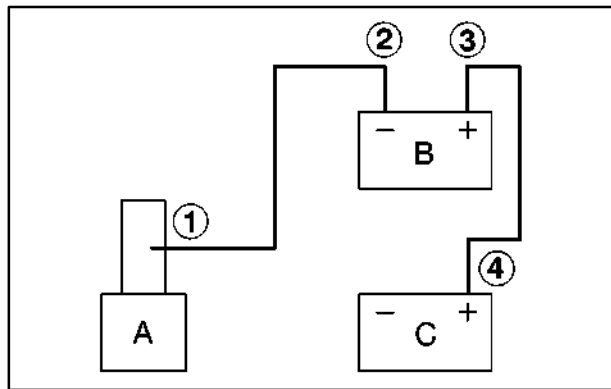 ② ③
− + 
B
①
④
− +
A C